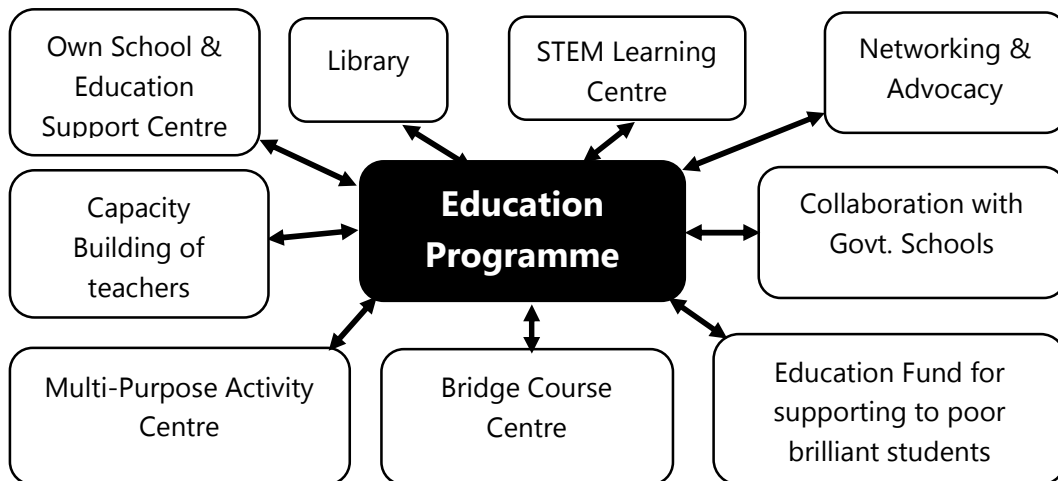 Own School &
Education
Support Centre
Library
STEM Learning
Centre
Networking &
Advocacy
Education
Programme
Capacity
Building of
teachers
Collaboration with
Govt. Schools
Multi-Purpose Activity
Centre
Bridge Course
Centre
Education Fund for
supporting to poor
brilliant students